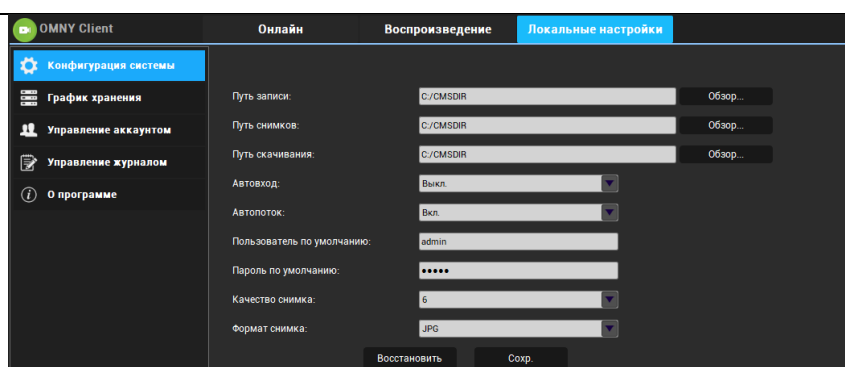 OMNY Client Онлайн Воспроизведение Локальные настройки
Конфигурация системы
График хранения
Управление аккаунтом
Управление журналом
О программе
Путь записи: C:/CMSDIR Обзор...
Путь снимков: C:/CMSDIR Обзор...
Путь скачивания: C:/CMSDIR Обзор...
Автовход: Выкл.
Автопоток: Вкл.
Пользователь по умолчанию: admin
Пароль по умолчанию: •••••
Качество снимка: 6
Формат снимка: JPG
Восстановить Сохр.